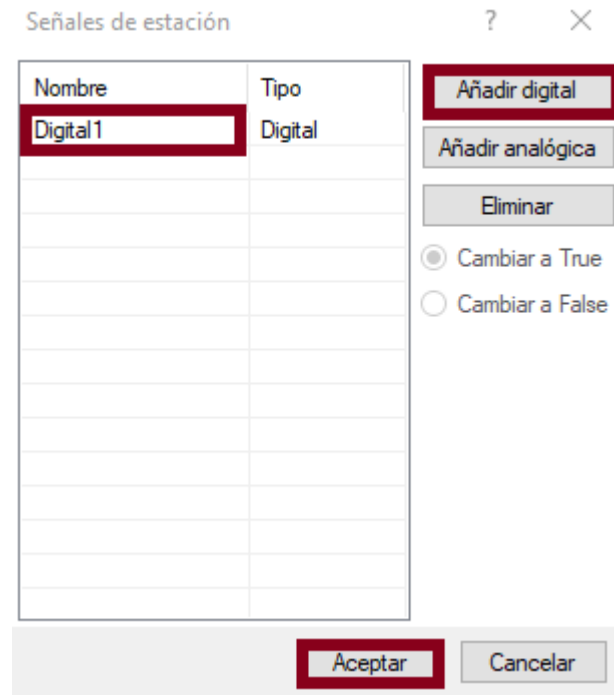 Señales de estación ?
Nombre Tipo
Digital1 Digital
Añadir digital
Añadir analógica
Eliminar
Cambiar a True
Cambiar a False
Aceptar Cancelar